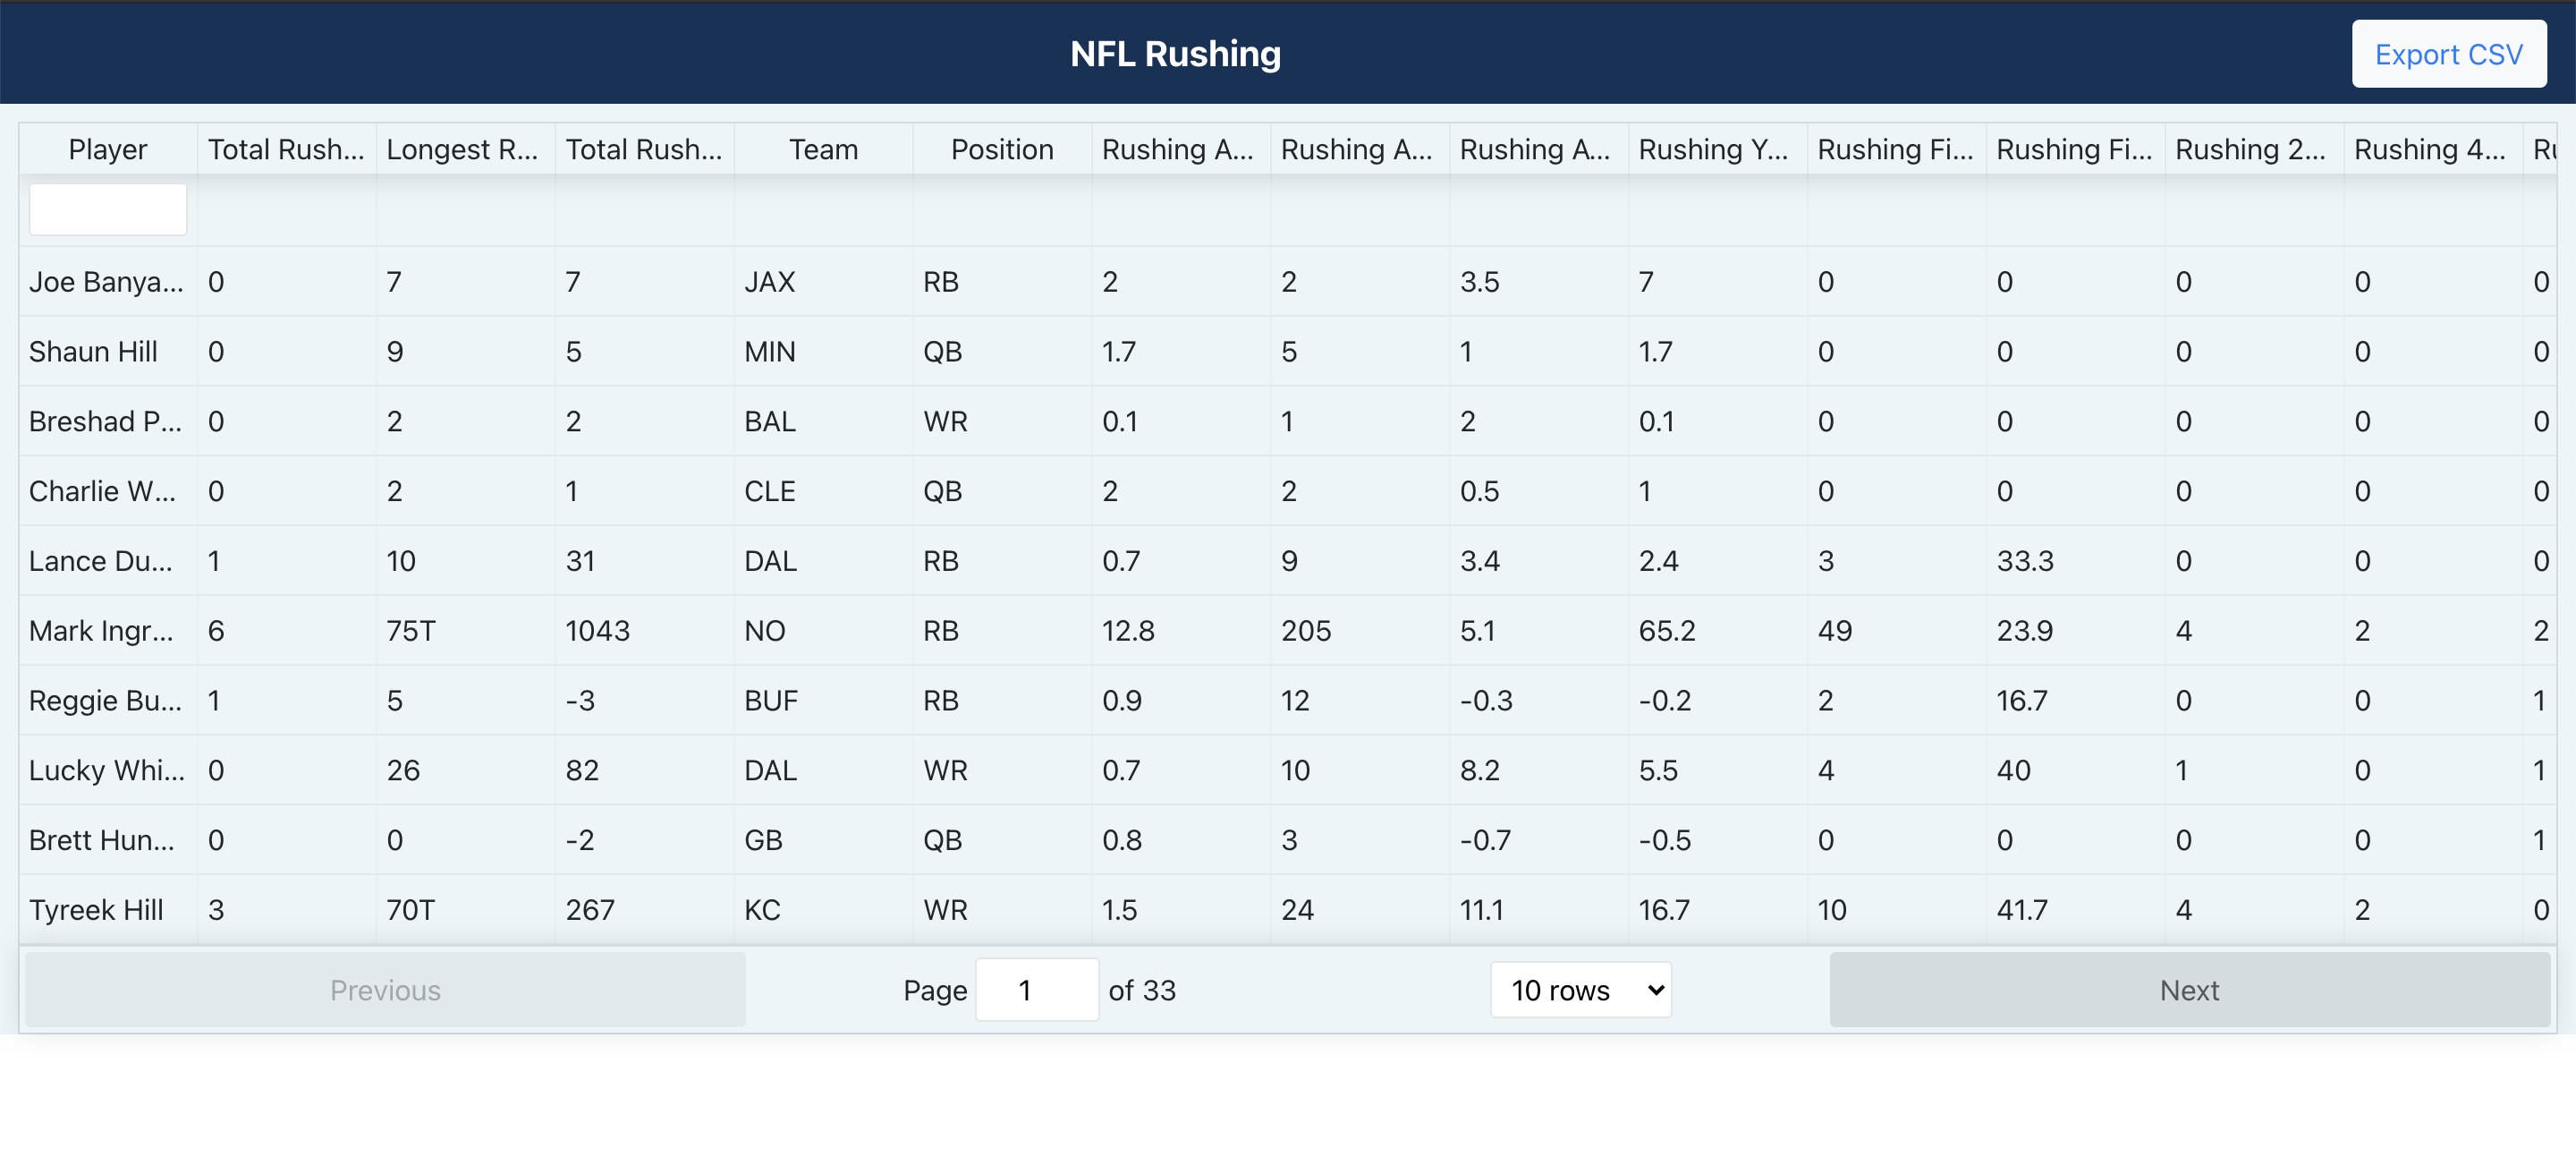 NFL Rushing
Export CSV
Player Total Rush... Longest R... Total Rush... Team Position Rushing A... Rushing A... Rushing A... Rushing Y... Rushing Fi... Rushing Fi... Rushing 2... Rushing 4...
Joe Banya... 0 7 7 JAX RB 2 2 3.5 7 0 0 0 0 0
Shaun Hill 0 9 5 MIN QB 1.7 5 1 1.7 0 0 0 0 0
Breshad P... 0 2 2 BAL WR 0.1 1 2 0.1 0 0 0 0 0
Charlie W... 0 2 1 CLE QB 2 2 0.5 1 0 0 0 0 0
Lance Du... 1 10 31 DAL RB 0.7 9 3.4 2.4 3 33.3 0 0 0
Mark Ingr... 6 75T 1043 NO RB 12.8 205 5.1 65.2 49 23.9 4 2 2
Reggie Bu... 1 5 -3 BUF RB 0.9 12 -0.3 -0.2 2 16.7 0 0 1
Lucky Whi... 0 26 82 DAL WR 0.7 10 8.2 5.5 4 40 1 0 1
Brett Hun... 0 0 -2 GB QB 0.8 3 -0.7 -0.5 0 0 0 0 1
Tyreek Hill 3 70T 267 KC WR 1.5 24 11.1 16.7 10 41.7 4 2 0
Previous Page 1 of 33 10 rows Next